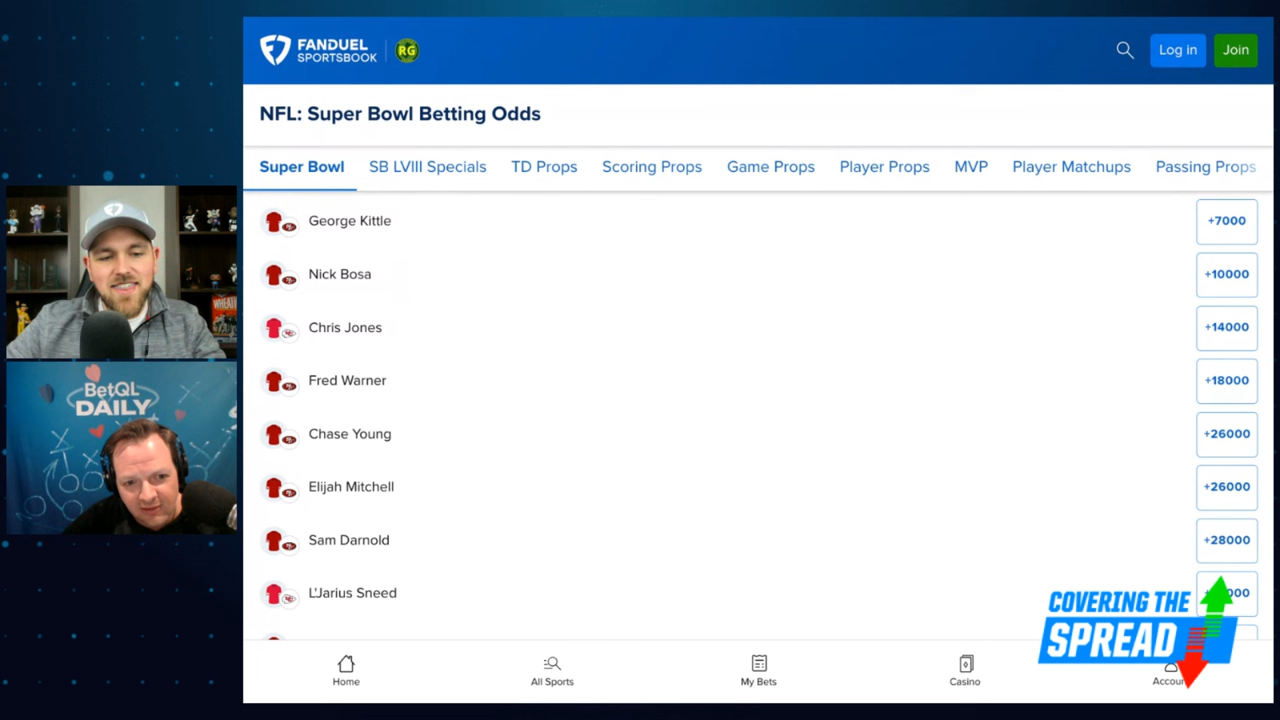 FANDUEL
SPORTSBOOK
RG
Log in
Join
NFL: Super Bowl Betting Odds
Super Bowl SB LVIII Specials TD Props Scoring Props Game Props Player Props MVP Player Matchups Passing Props
George Kittle +7000
Nick Bosa +10000
Chris Jones +14000
Fred Warner +18000
Chase Young +26000
Elijah Mitchell +26000
Sam Darnold +28000
L'Jarius Sneed
Home All Sports My Bets Casino
COVERING THE
SPREAD
WHEATIES
BetQL
DAILY